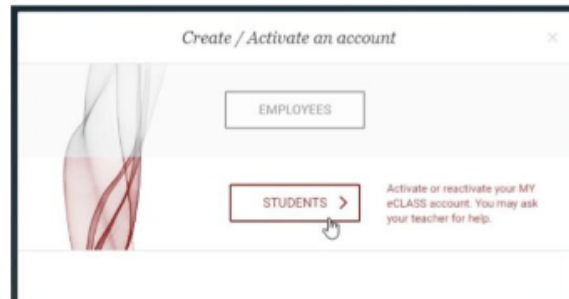 Create / Activate an account
EMPLOYEES
STUDENTS
Activate or reactivate your MY
eCLASS account. You may ask
your teacher for help.